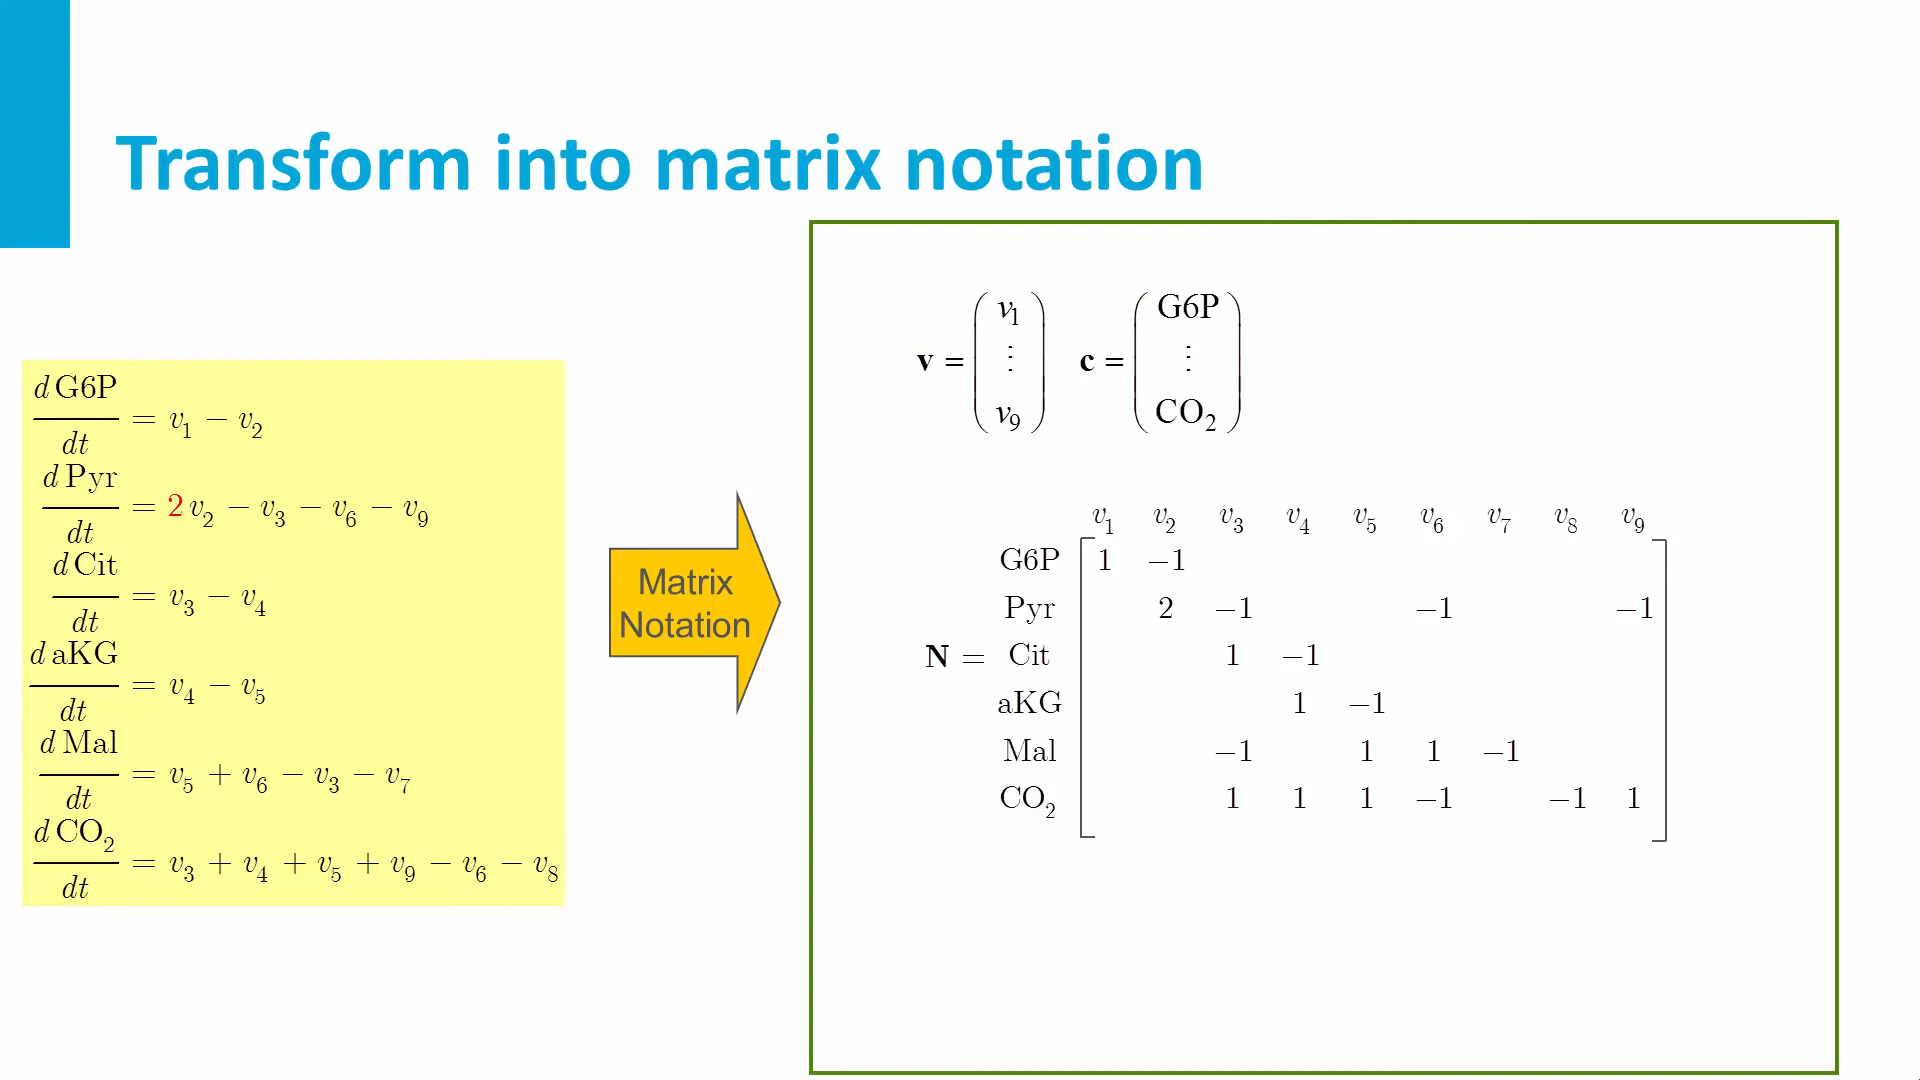 Transform into matrix notation
d G6P/dt = v₁ − v₂
d Pyr/dt = 2 v₂ − v₃ − v₆ − v₉
d Cit/dt = v₃ − v₄
d aKG/dt = v₄ − v₅
d Mal/dt = v₅ + v₆ − v₃ − v₇
d CO₂/dt = v₃ + v₄ + v₅ + v₉ − v₆ − v₈
Matrix
Notation
v = (v₁ ⋮ v₉) c = (G6P ⋮ CO₂)
v₁ v₂ v₃ v₄ v₅ v₆ v₇ v₈ v₉
G6P 1 −1
Pyr 2 −1 −1 −1
N = Cit 1 −1
aKG 1 −1
Mal −1 1 1 −1
CO₂ 1 1 1 −1 −1 1